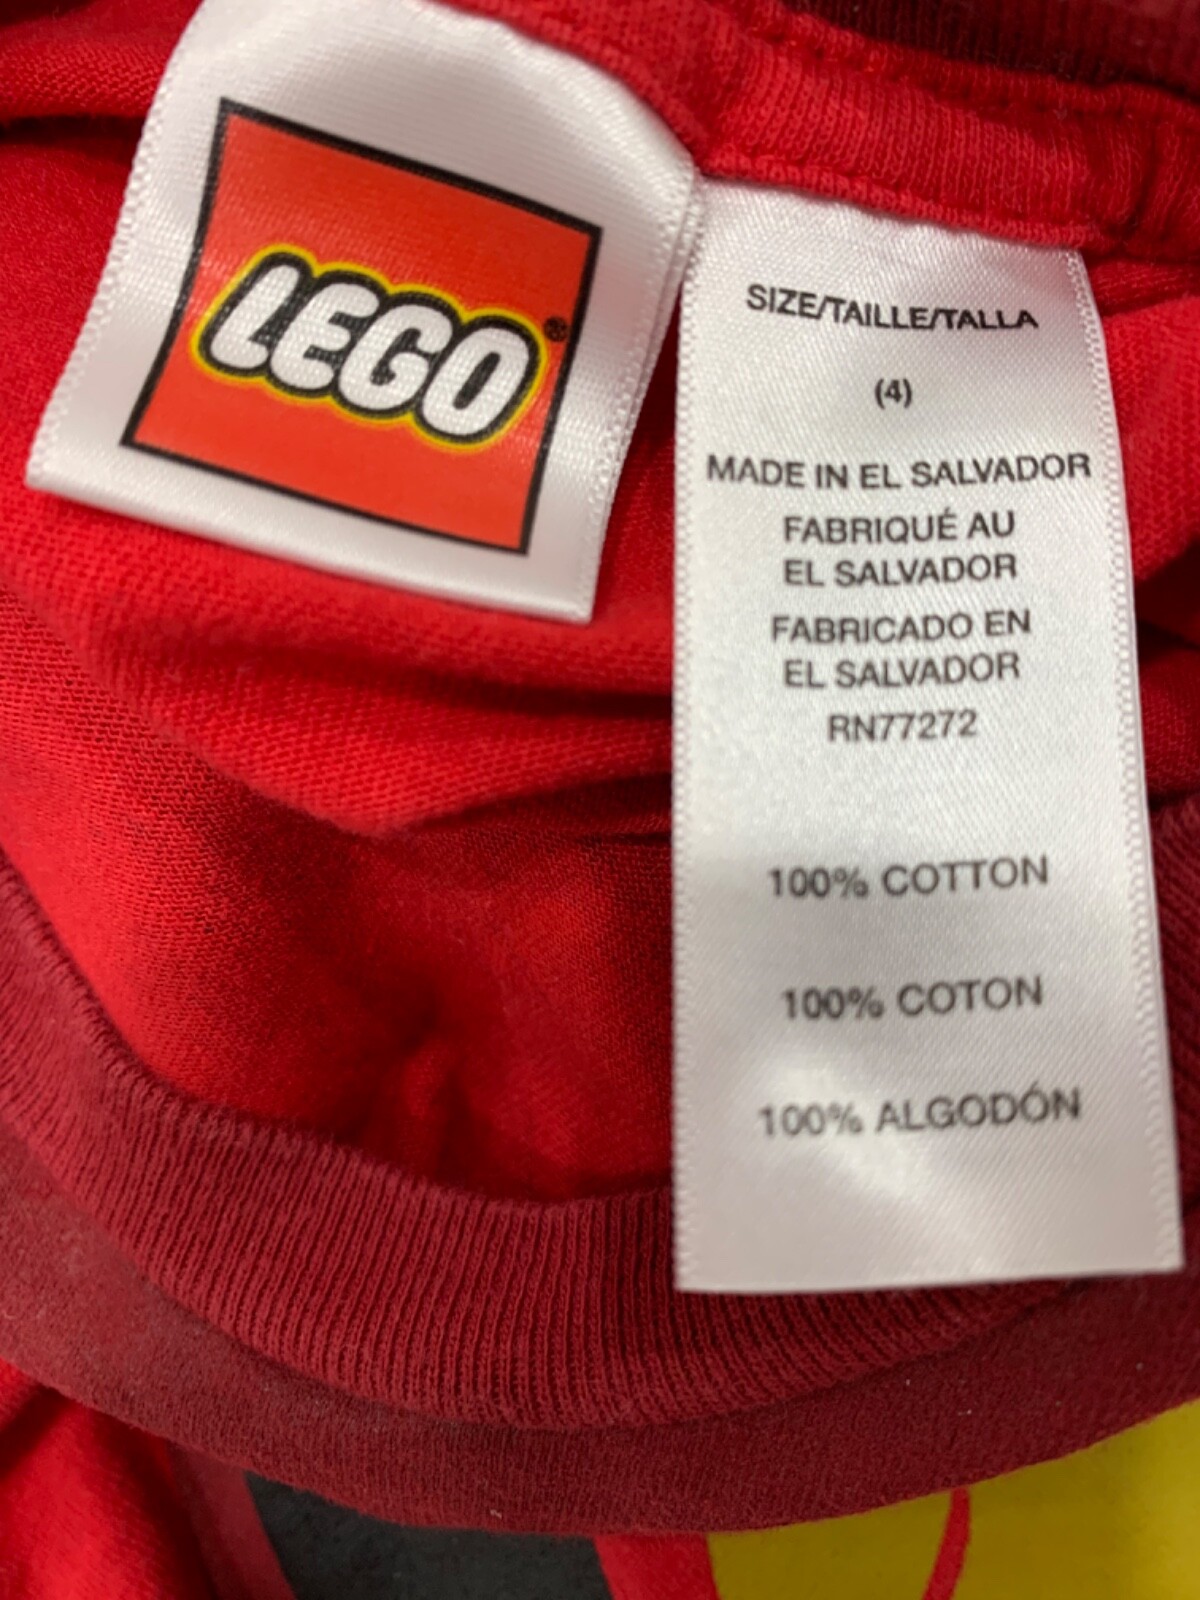 LEGO®
SIZE/TAILLE/TALLA
(4)
MADE IN EL SALVADOR
FABRIQUÉ AU
EL SALVADOR
FABRICADO EN
EL SALVADOR
RN77272
100% COTTON
100% COTON
100% ALGODÓN